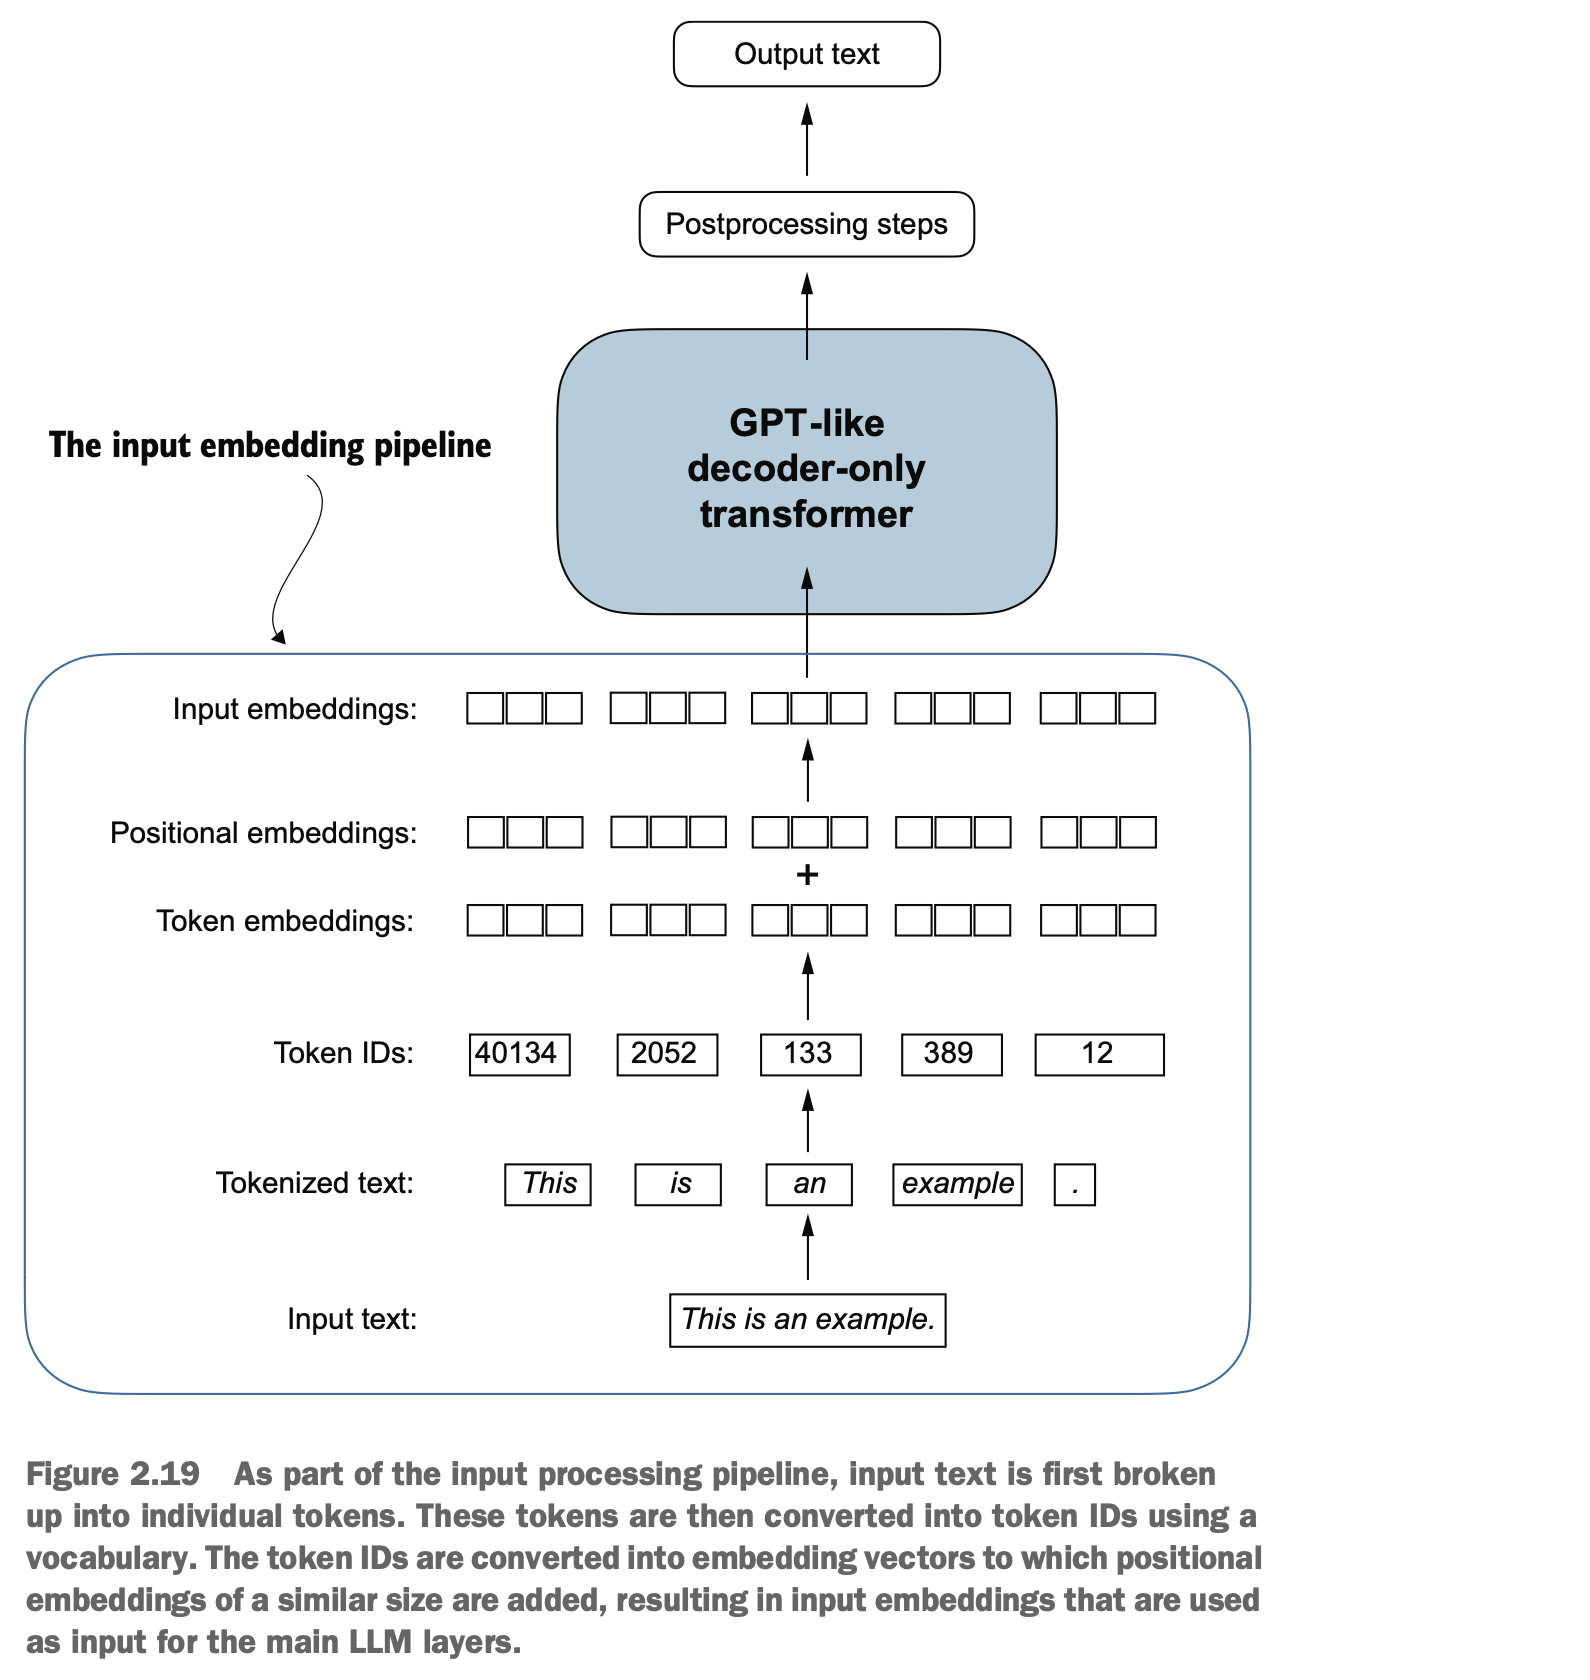 Output text
Postprocessing steps
GPT-like
decoder-only
transformer
The input embedding pipeline
Input embeddings:
Positional embeddings:
+
Token embeddings:
Token IDs: 40134 2052 133 389 12
Tokenized text: This is an example .
Input text: This is an example.
Figure 2.19 As part of the input processing pipeline, input text is first broken
up into individual tokens. These tokens are then converted into token IDs using a
vocabulary. The token IDs are converted into embedding vectors to which positional
embeddings of a similar size are added, resulting in input embeddings that are used
as input for the main LLM layers.